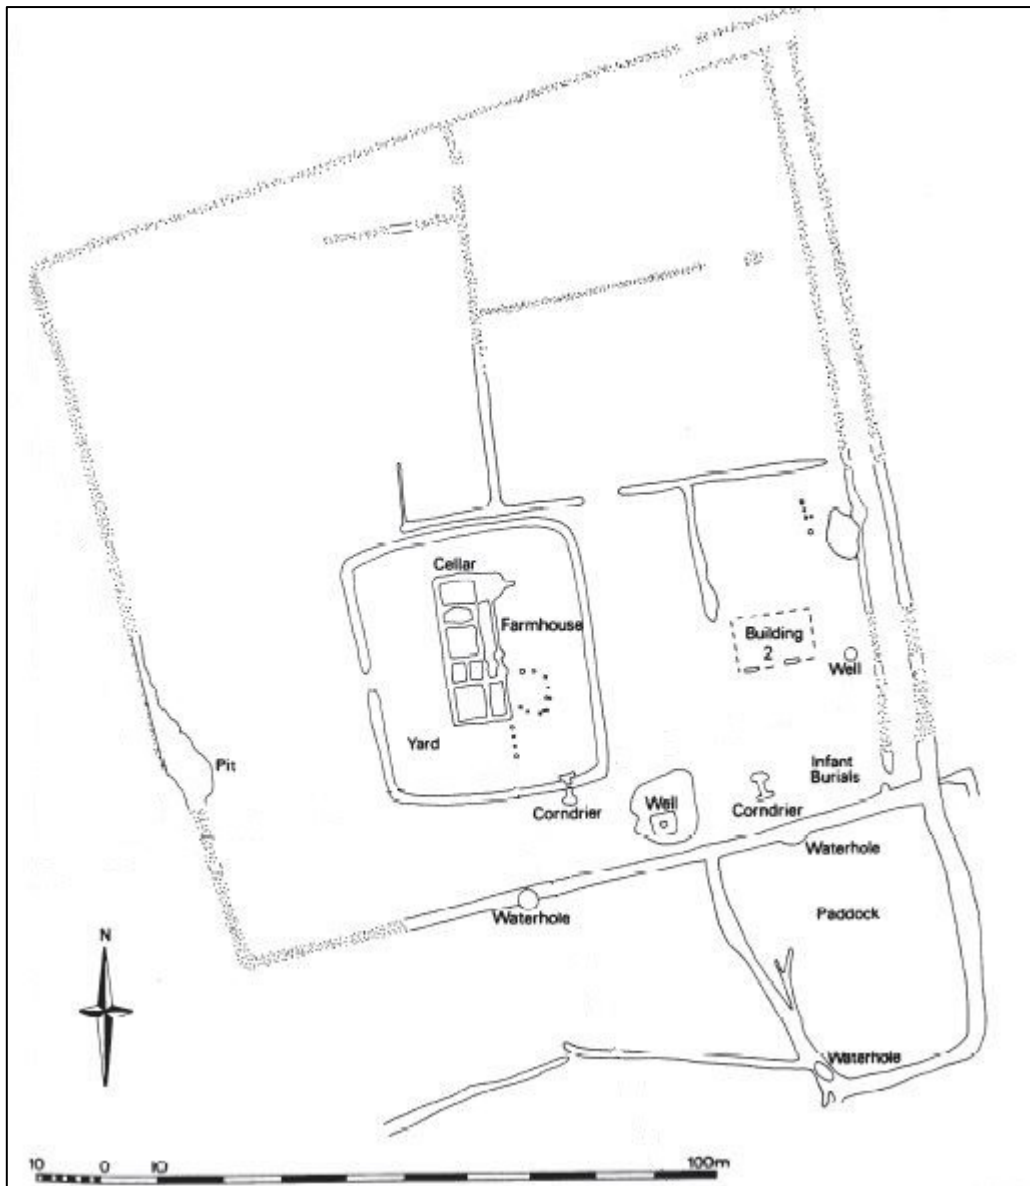 Cellar
Farmhouse
Building
2
Well
Yard
Pit
Infant
Burials
Corndrier
Well
Corndrier
Waterhole
Waterhole
Paddock
N
Waterhole
10 0 10 100m